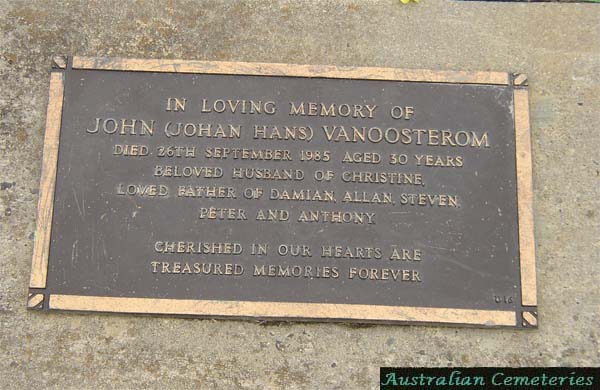 IN LOVING MEMORY OF
JOHN (JOHAN HANS) VANOOSTEROM
DIED 26TH SEPTEMBER 1985 AGED 30 YEARS
BELOVED HUSBAND OF CHRISTINE,
LOVED FATHER OF DAMIAN, ALLAN, STEVEN,
PETER AND ANTHONY.
CHERISHED IN OUR HEARTS ARE
TREASURED MEMORIES FOREVER
Australian Cemeteries